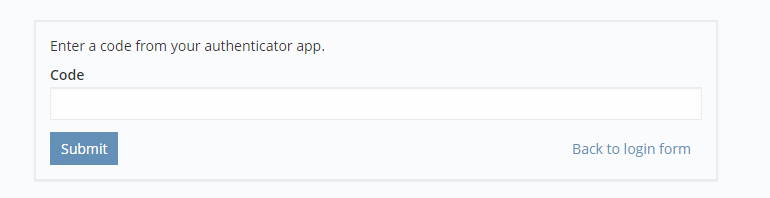 Enter a code from your authenticator app.
Code
Submit
Back to login form